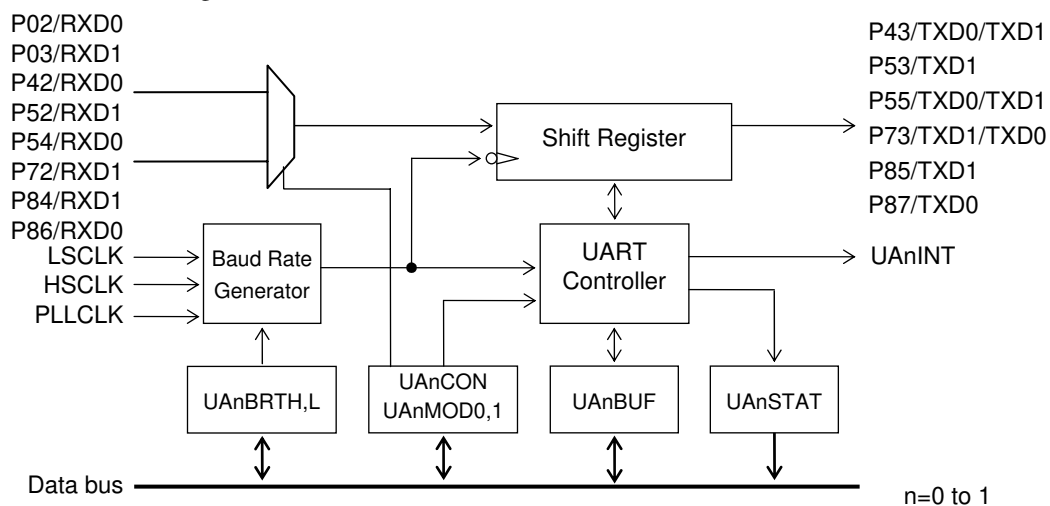 P02/RXD0
P03/RXD1
P42/RXD0
P52/RXD1
P54/RXD0
P72/RXD1
P84/RXD1
P86/RXD0
LSCLK
HSCLK
PLLCLK
Baud Rate
Generator
Shift Register
UART
Controller
P43/TXD0/TXD1
P53/TXD1
P55/TXD0/TXD1
P73/TXD1/TXD0
P85/TXD1
P87/TXD0
UAnINT
UAnBRTH,L
UAnCON
UAnMOD0,1
UAnBUF
UAnSTAT
Data bus
n=0 to 1